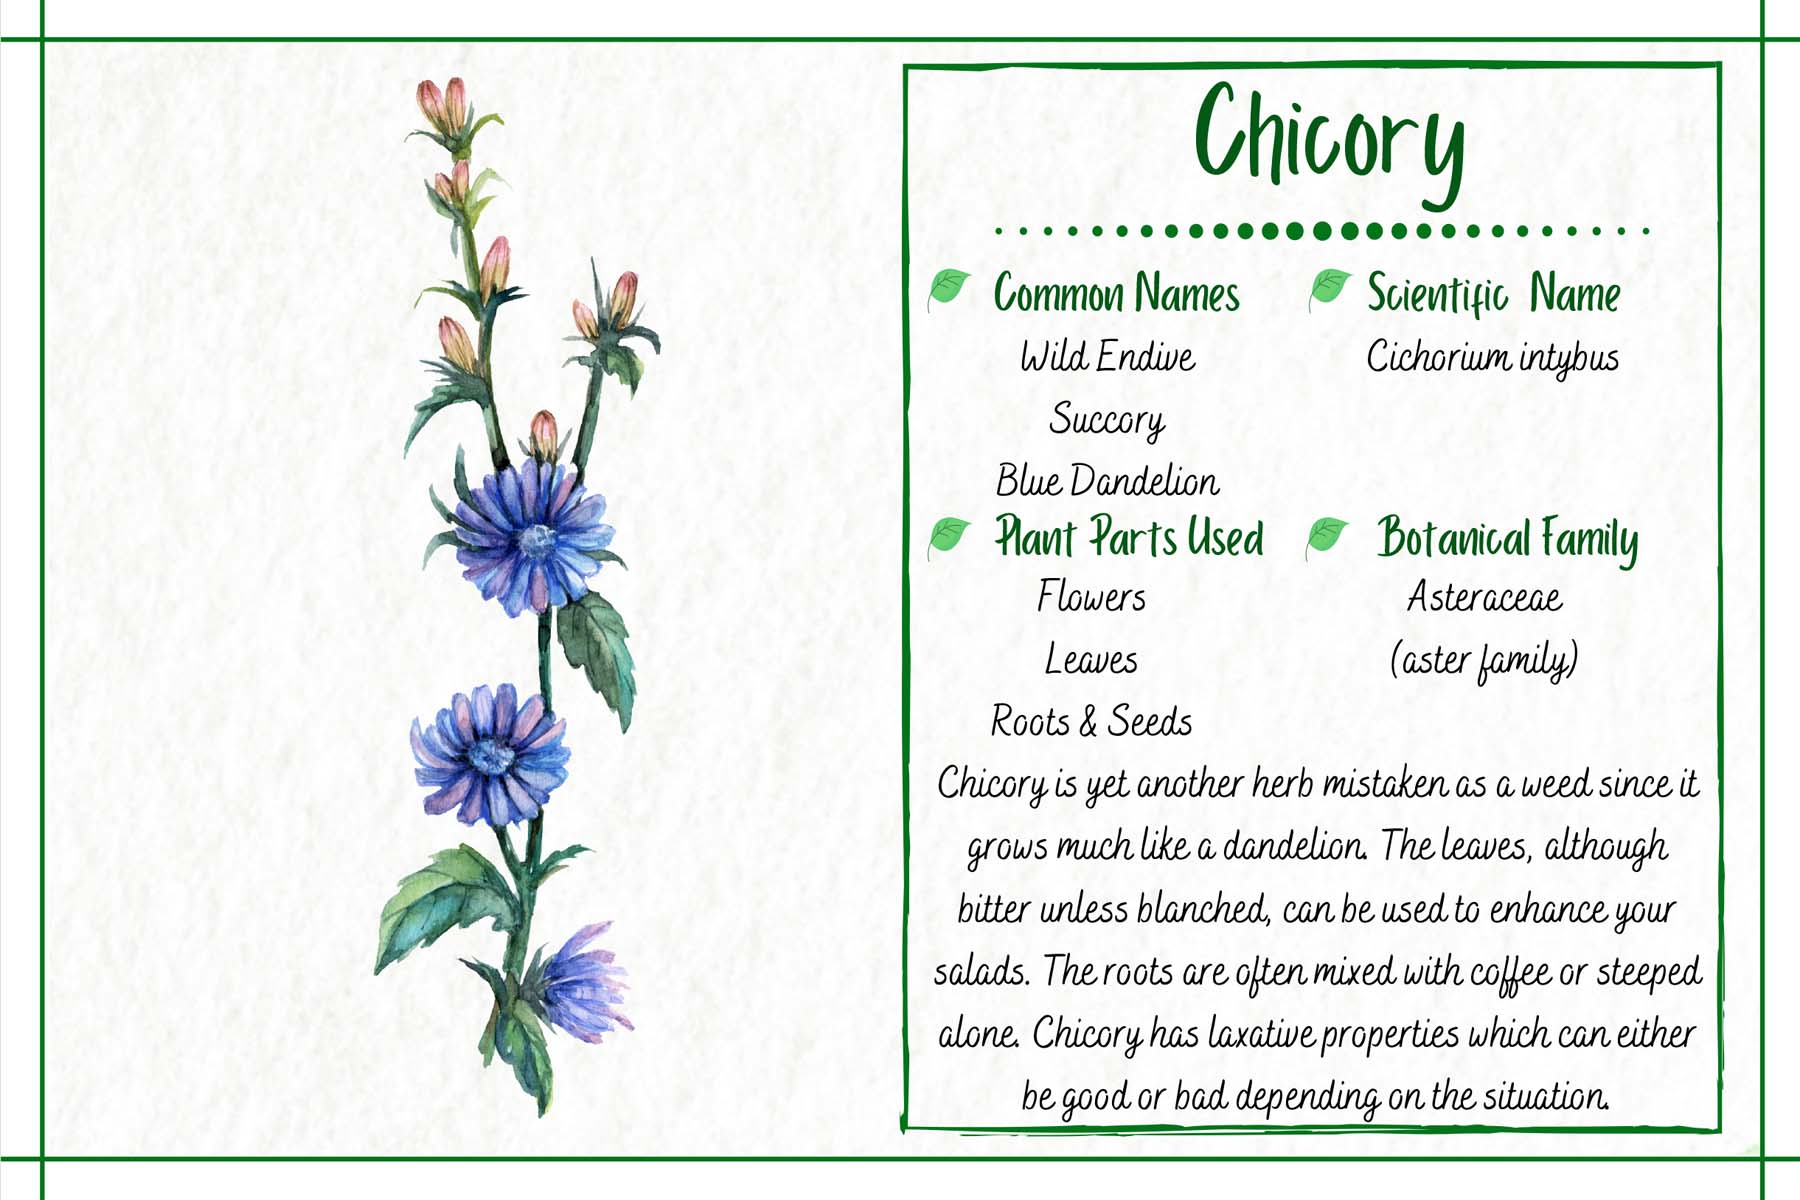 Chicory
Common Names
Wild Endive
Succory
Blue Dandelion
Scientific Name
Cichorium intybus
Plant Parts Used
Flowers
Leaves
Roots & Seeds
Botanical Family
Asteraceae
(aster family)
Chicory is yet another herb mistaken as a weed since it
grows much like a dandelion. The leaves, although
bitter unless blanched, can be used to enhance your
salads. The roots are often mixed with coffee or steeped
alone. Chicory has laxative properties which can either
be good or bad depending on the situation.